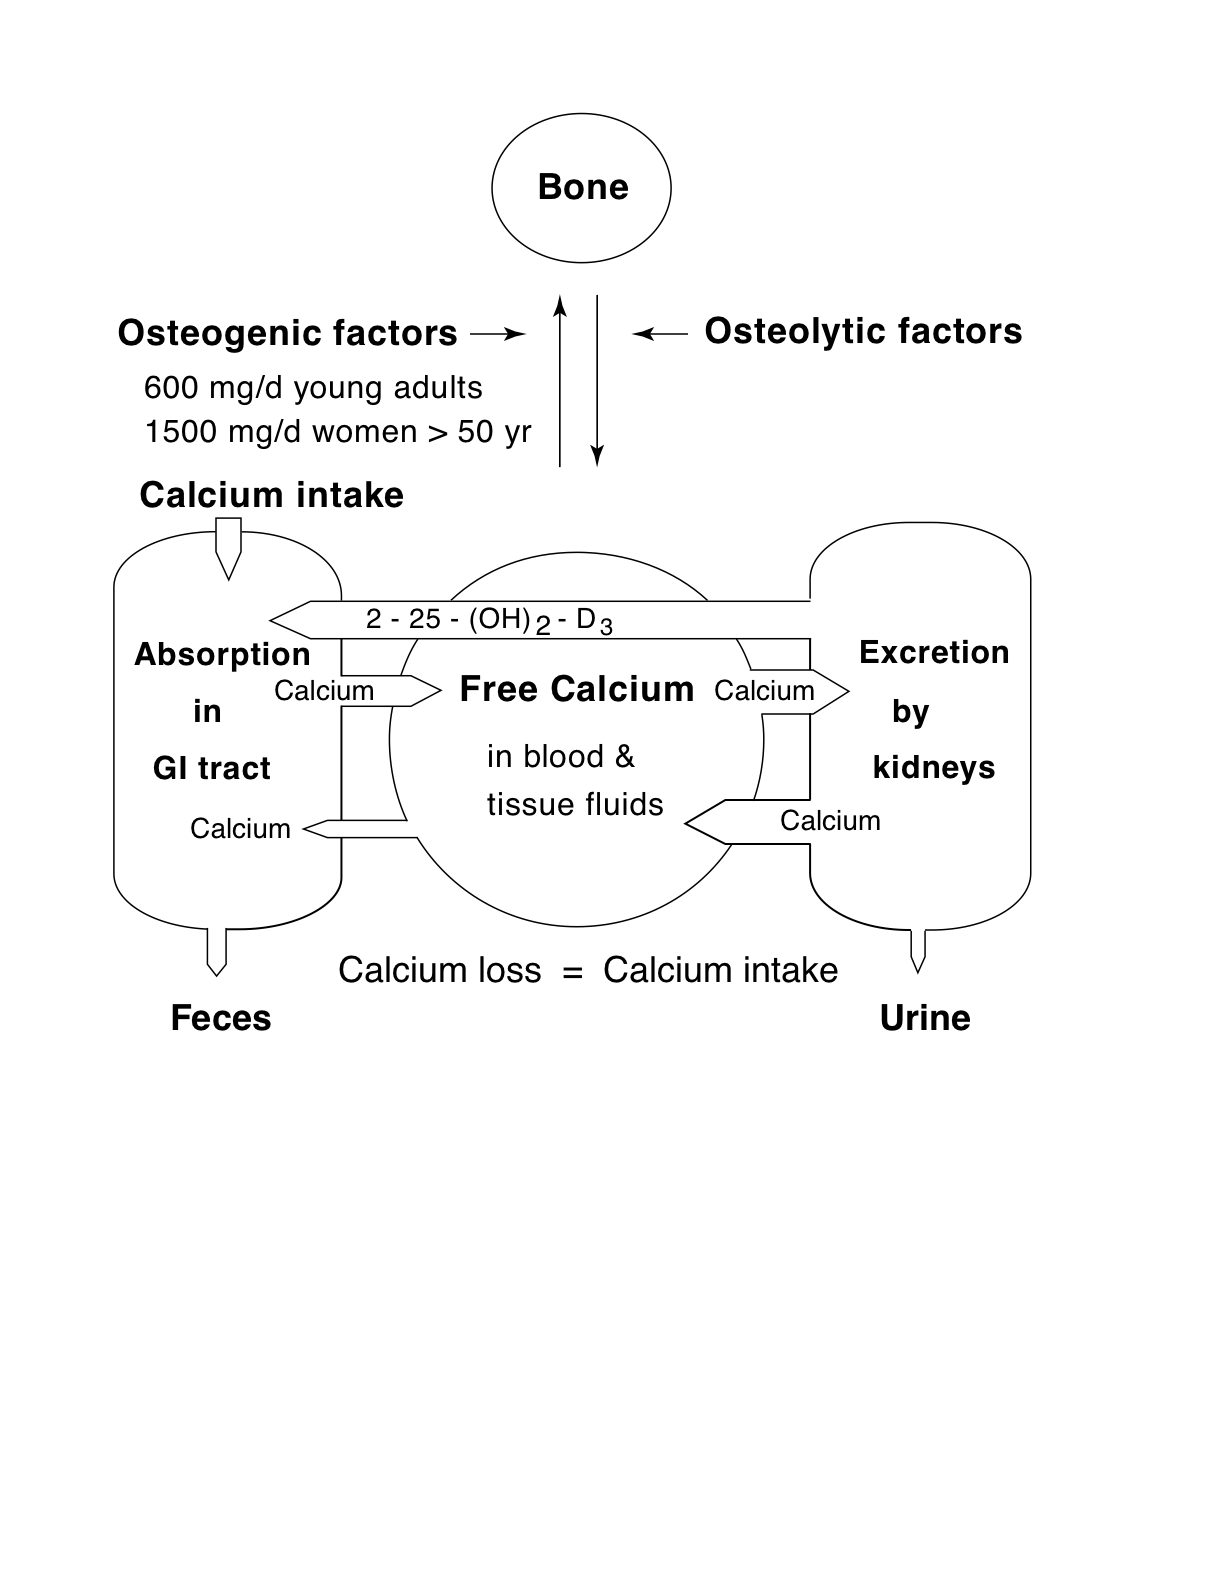 Bone
Osteogenic factors
Osteolytic factors
600 mg/d young adults
1500 mg/d women > 50 yr
Calcium intake
2 - 25 - (OH)2 - D3
Absorption
in
GI tract
Calcium
Free Calcium
in blood &
tissue fluids
Calcium
Excretion
by
kidneys
Calcium
Calcium
Calcium loss = Calcium intake
Feces
Urine